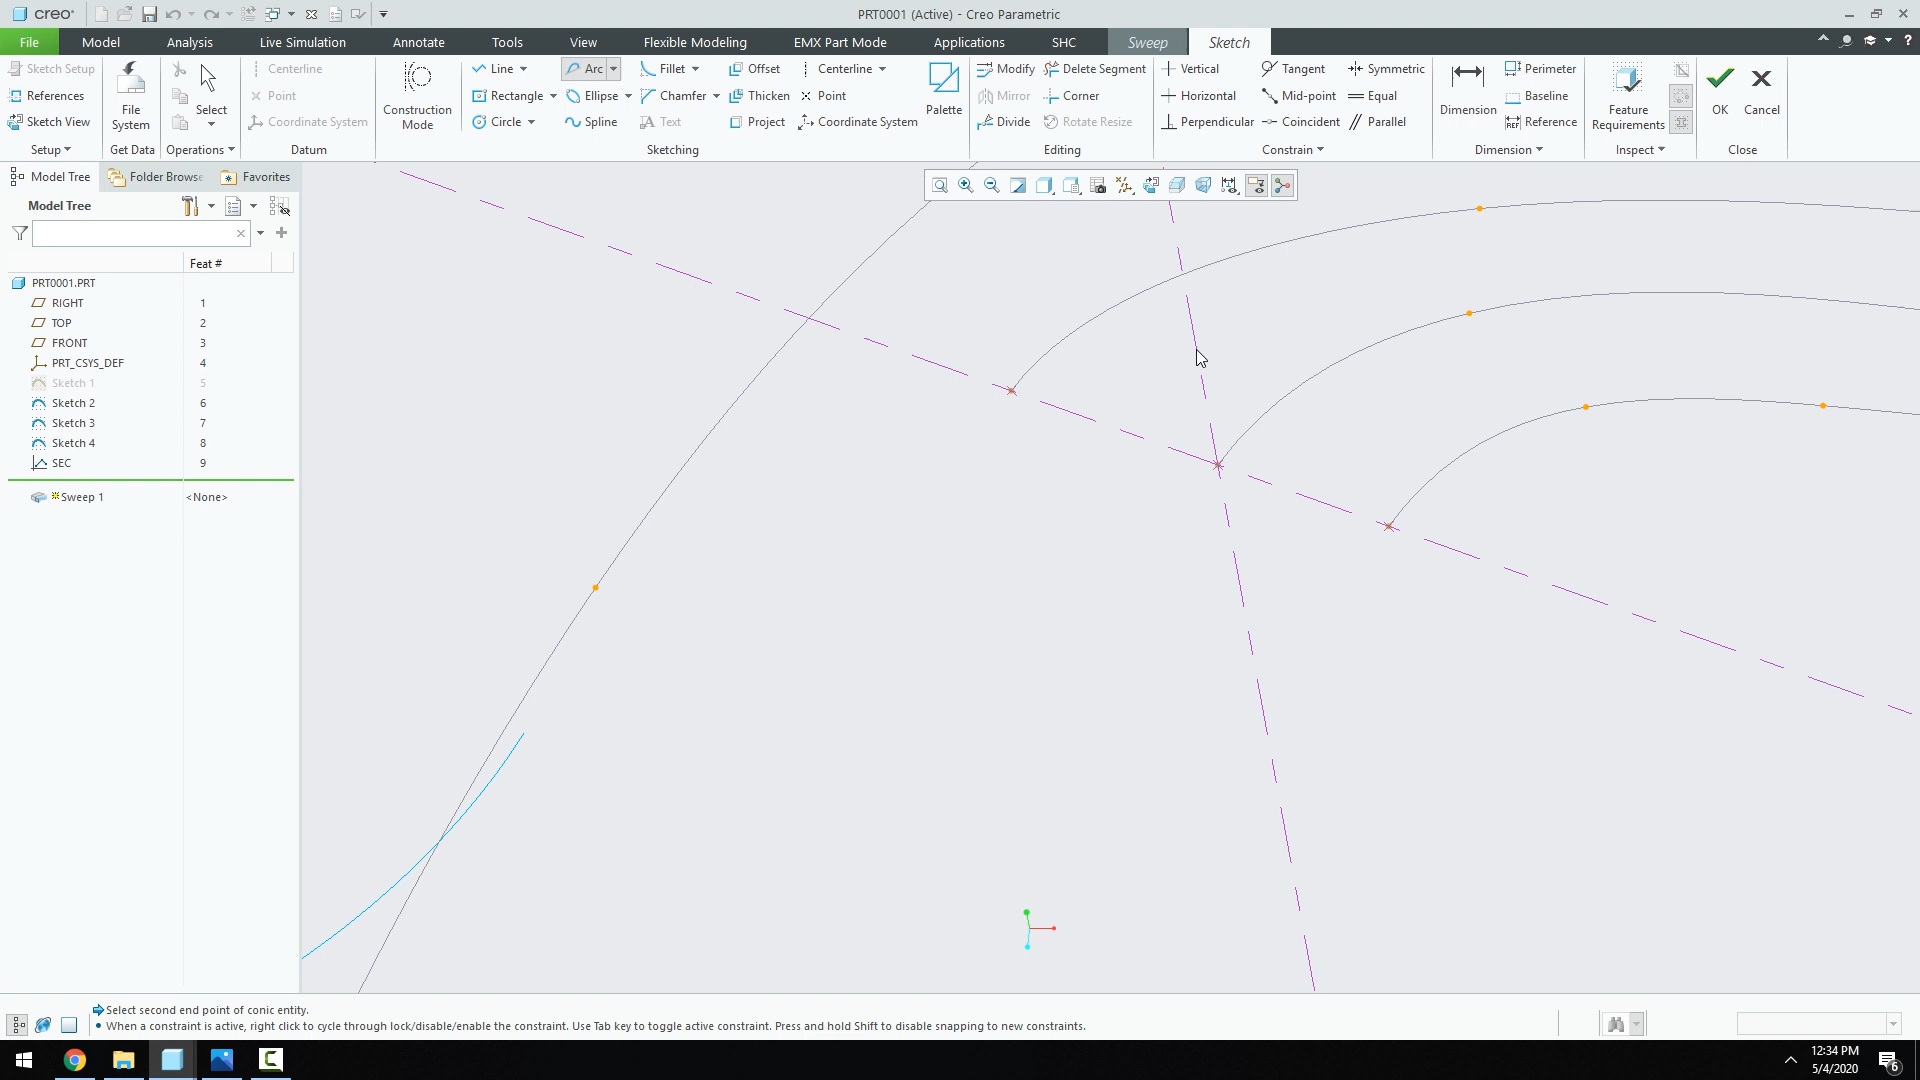 creo
PRT0001 (Active) - Creo Parametric
File Model Analysis Live Simulation Annotate Tools View Flexible Modeling EMX Part Mode Applications SHC Sweep Sketch
Sketch Setup
References
Sketch View
Setup
File System
Get Data
Select
Operations
Centerline
Point
Coordinate System
Datum
Construction Mode
Line Arc Fillet Offset Centerline
Rectangle Ellipse Chamfer Thicken Point
Circle Spline Text Project Coordinate System
Palette
Sketching
Modify Delete Segment
Mirror Corner
Divide Rotate Resize
Editing
Vertical Tangent Symmetric
Horizontal Mid-point Equal
Perpendicular Coincident Parallel
Constrain
Dimension
Perimeter
Baseline
REF Reference
Dimension
Feature Requirements
Inspect
OK Cancel
Close
Model Tree Folder Browse Favorites
Model Tree
Feat #
PRT0001.PRT
RIGHT 1
TOP 2
FRONT 3
PRT_CSYS_DEF 4
Sketch 1 5
Sketch 2 6
Sketch 3 7
Sketch 4 8
SEC 9
Sweep 1 <None>
Select second end point of conic entity.
• When a constraint is active, right click to cycle through lock/disable/enable the constraint. Use Tab key to toggle active constraint. Press and hold Shift to disable snapping to new constraints.
12:34 PM
5/4/2020
6